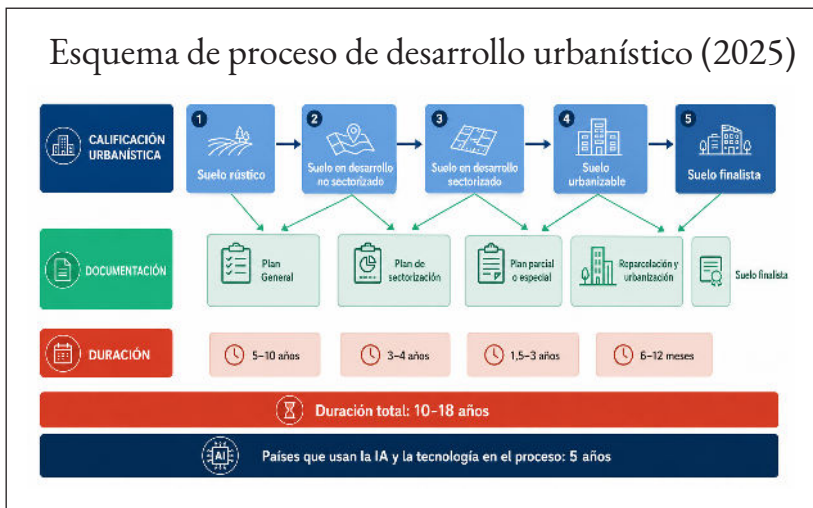 Esquema de proceso de desarrollo urbanístico (2025)
CALIFICACIÓN
URBANÍSTICA
1
Suelo rústico
2
Suelo en desarrollo
no sectorizado
3
Suelo en desarrollo
sectorizado
4
Suelo
urbanizable
5
Suelo finalista
DOCUMENTACIÓN
Plan
General
Plan de
sectorización
Plan parcial
o especial
Reparcelación y
urbanización
Suelo finalista
DURACIÓN
5–10 años
3–4 años
1,5–3 años
6–12 meses
Duración total: 10–18 años
AI
Países que usan la IA y la tecnología en el proceso: 5 años